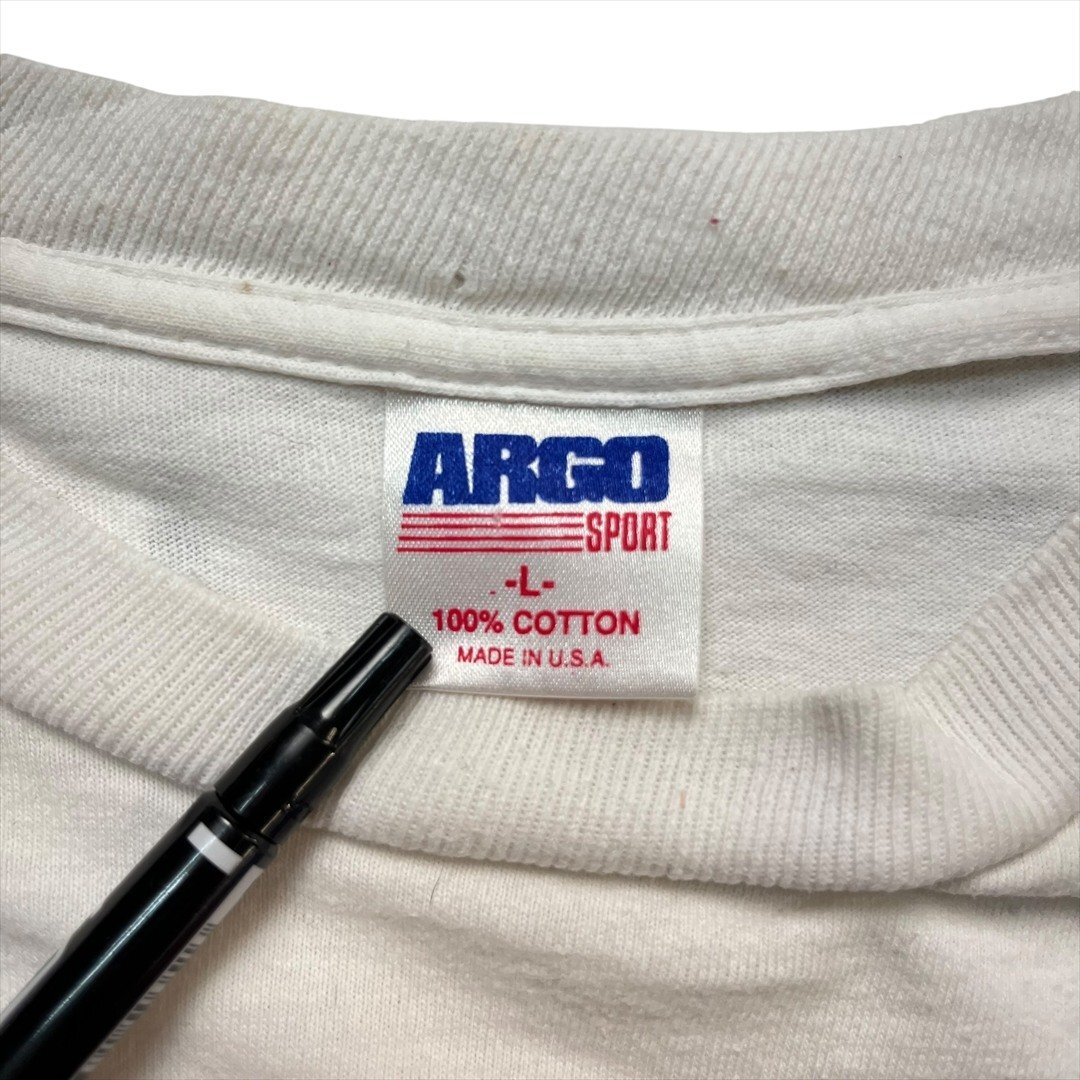 ARGO
SPORT
-L-
100% COTTON
MADE IN U.S.A.